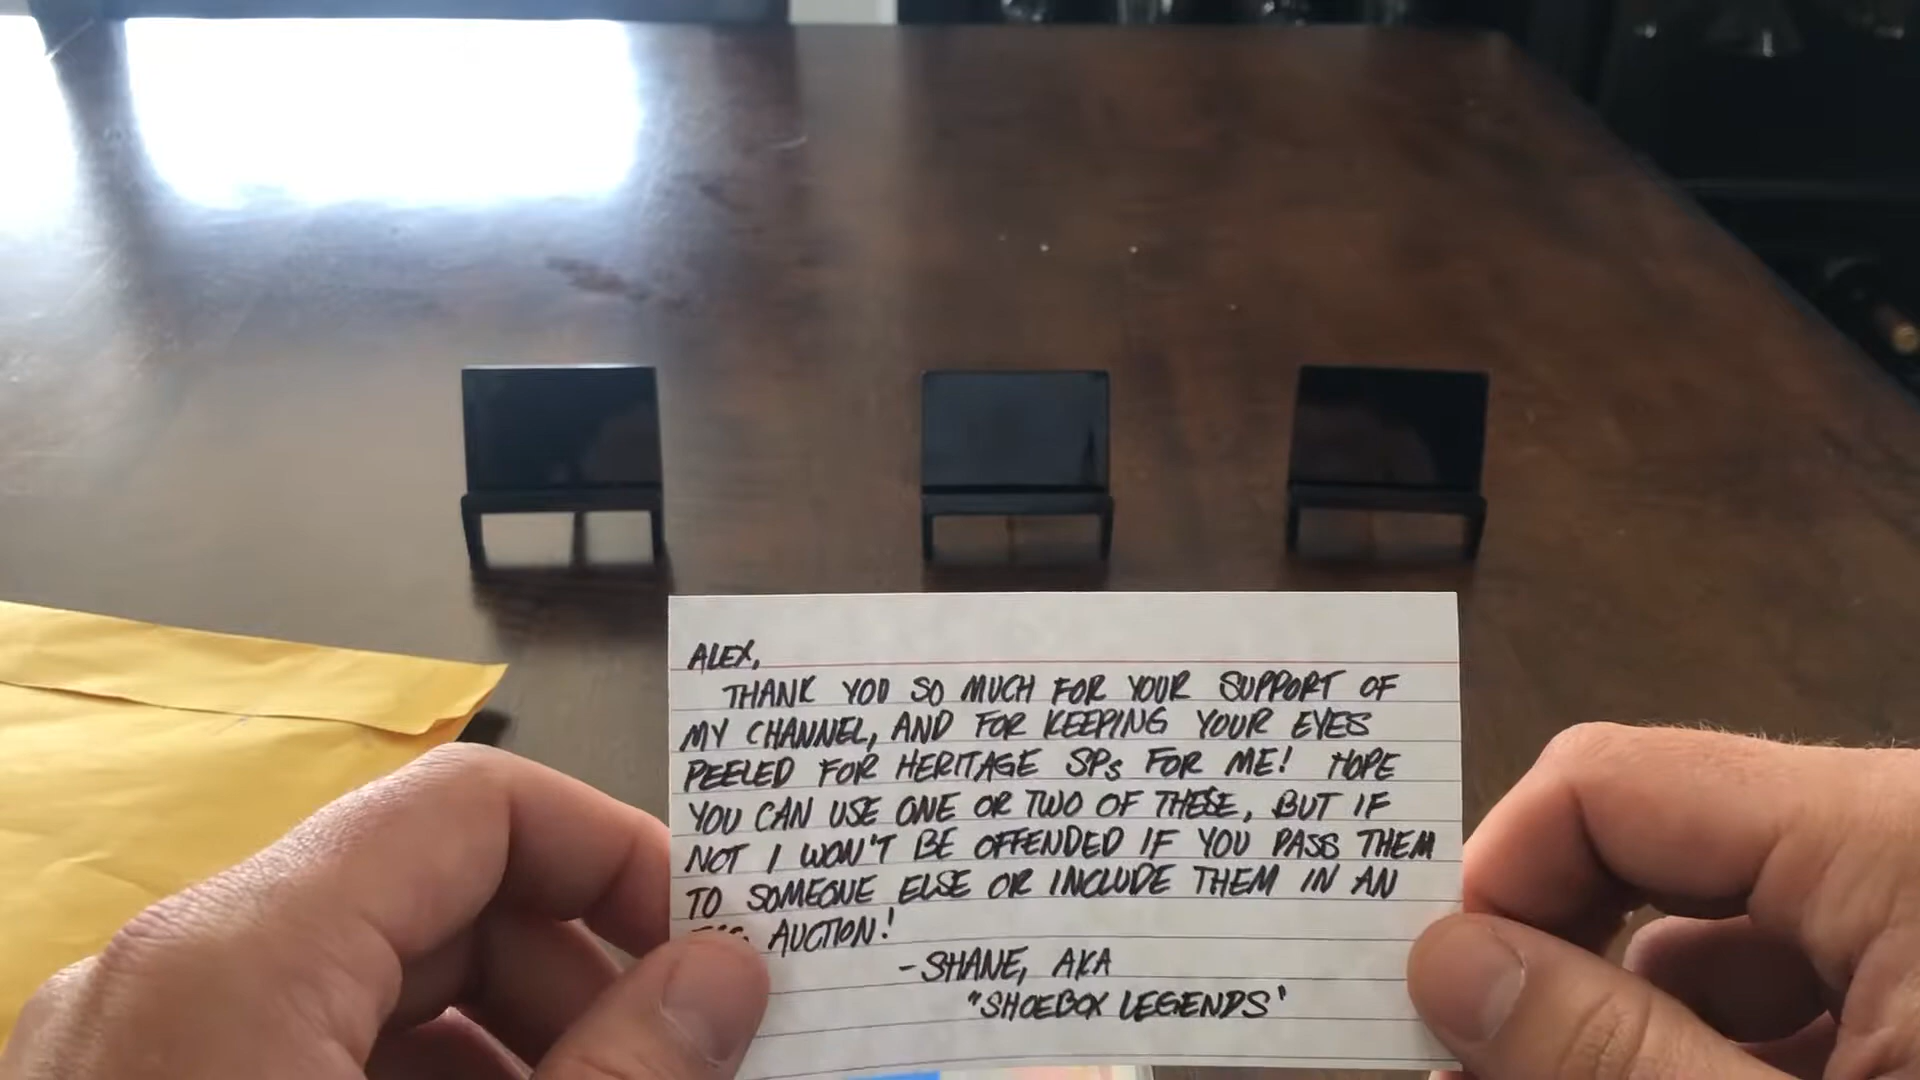 ALEX,
THANK YOU SO MUCH FOR YOUR SUPPORT OF
MY CHANNEL, AND FOR KEEPING YOUR EYES
PEELED FOR HERITAGE SPs FOR ME! HOPE
YOU CAN USE ONE OR TWO OF THESE, BUT IF
NOT I WON'T BE OFFENDED IF YOU PASS THEM
TO SOMEONE ELSE OR INCLUDE THEM IN AN
AUCTION!
-SHANE, AKA
"SHOEBOX LEGENDS"